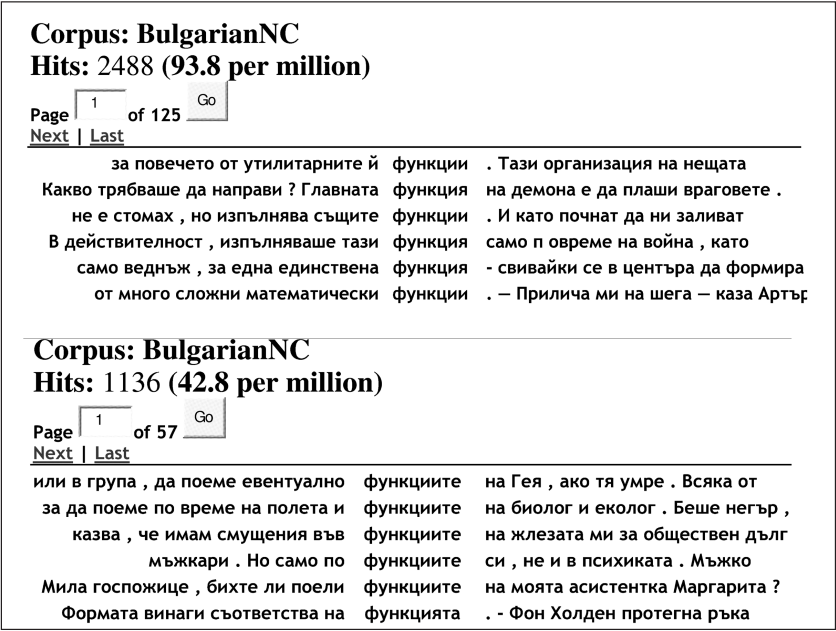 Corpus: BulgarianNC
Hits: 2488 (93.8 per million)
Page 1 of 125 Go
Next | Last
за повечето от утилитарните й функции . Тази организация на нещата
Какво трябваше да направи ? Главната функция на демона е да плаши враговете .
не е стомах , но изпълнява същите функции . И като почнат да ни заливат
В действителност , изпълняваше тази функция само п овреме на война , като
само веднъж , за една единствена функция - свивайки се в центъра да формира
от много сложни математически функции . — Прилича ми на шега — каза Артър
Corpus: BulgarianNC
Hits: 1136 (42.8 per million)
Page 1 of 57 Go
Next | Last
или в група , да поеме евентуално функциите на Гея , ако тя умре . Всяка от
за да поеме по време на полета и функциите на биолог и еколог . Беше негър ,
казва , че имам смущения във функциите на жлезата ми за обществен дълг
мъжкари . Но само по функциите си , не и в психиката . Мъжко
Мила госпожице , бихте ли поели функциите на моята асистентка Маргарита ?
Формата винаги съответства на функцията . - Фон Холден протегна ръка